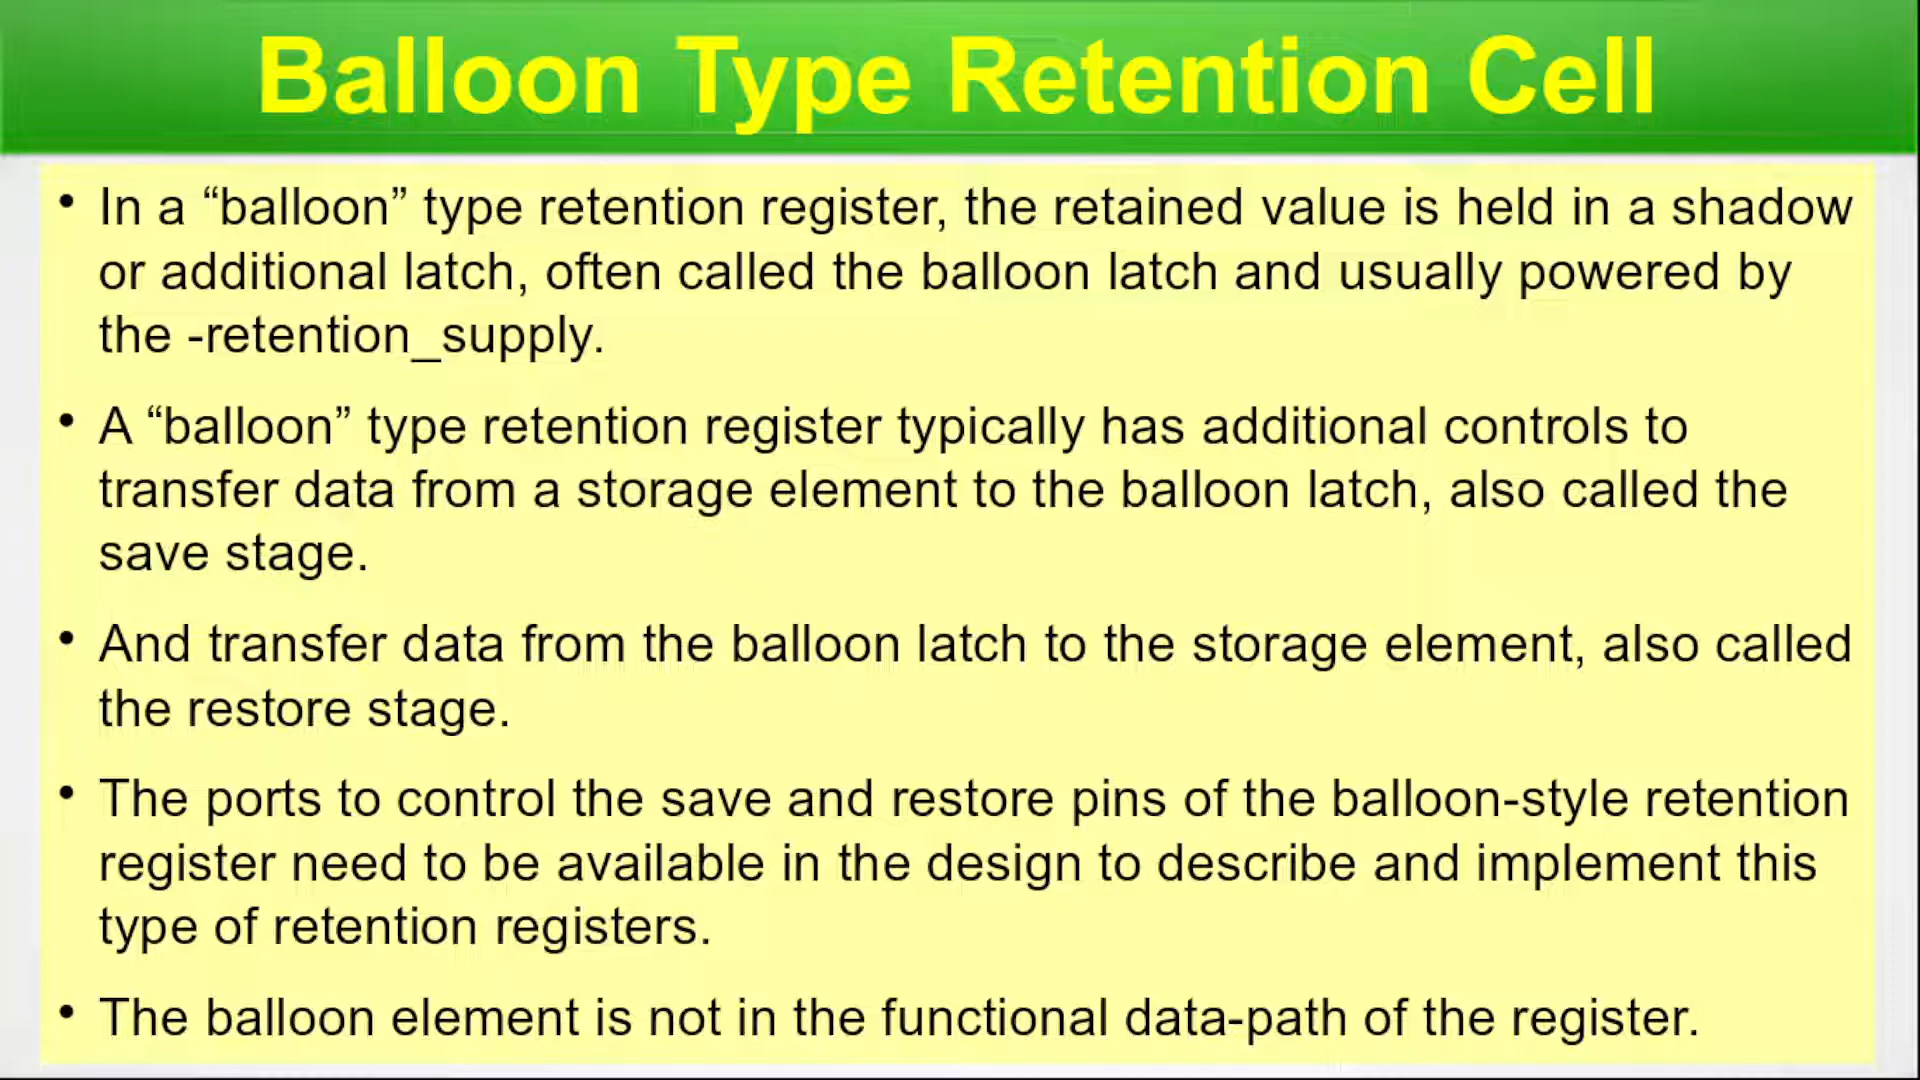 Balloon Type Retention Cell
• In a “balloon” type retention register, the retained value is held in a shadow
or additional latch, often called the balloon latch and usually powered by
the -retention_supply.
• A “balloon” type retention register typically has additional controls to
transfer data from a storage element to the balloon latch, also called the
save stage.
• And transfer data from the balloon latch to the storage element, also called
the restore stage.
• The ports to control the save and restore pins of the balloon-style retention
register need to be available in the design to describe and implement this
type of retention registers.
• The balloon element is not in the functional data-path of the register.